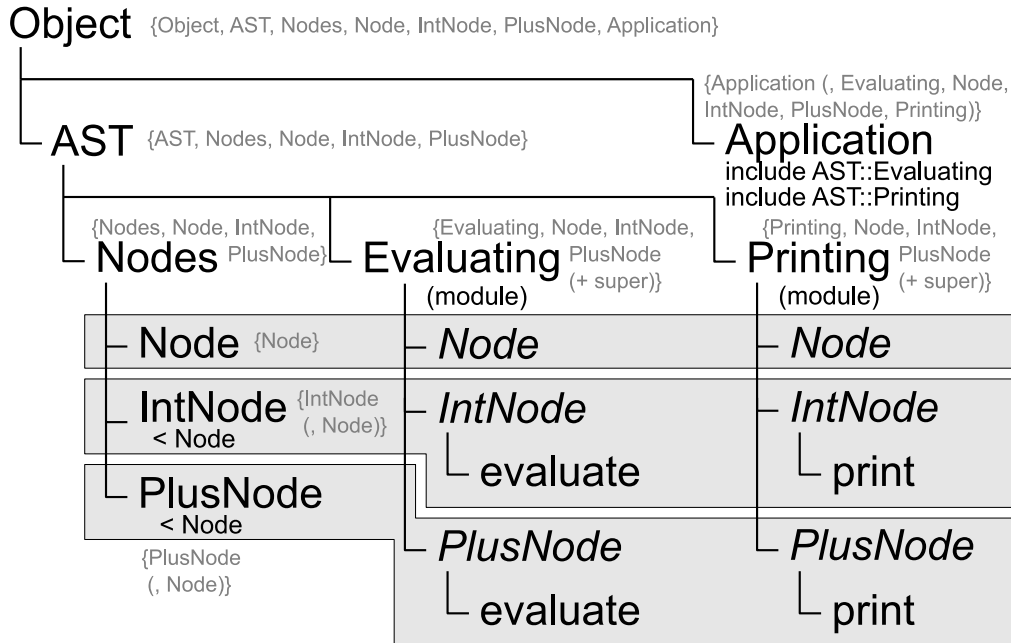 Object {Object, AST, Nodes, Node, IntNode, PlusNode, Application}
{Application (, Evaluating, Node,
IntNode, PlusNode, Printing)}
AST {AST, Nodes, Node, IntNode, PlusNode}
Application
include AST::Evaluating
include AST::Printing
{Nodes, Node, IntNode,
PlusNode}
Nodes
{Evaluating, Node, IntNode,
PlusNode
(+ super)}
Evaluating
(module)
{Printing, Node, IntNode,
PlusNode
(+ super)}
Printing
(module)
Node {Node}
Node
Node
IntNode {IntNode
(, Node)}
< Node
IntNode
IntNode
evaluate
print
PlusNode
< Node
{PlusNode
(, Node)}
PlusNode
PlusNode
evaluate
print